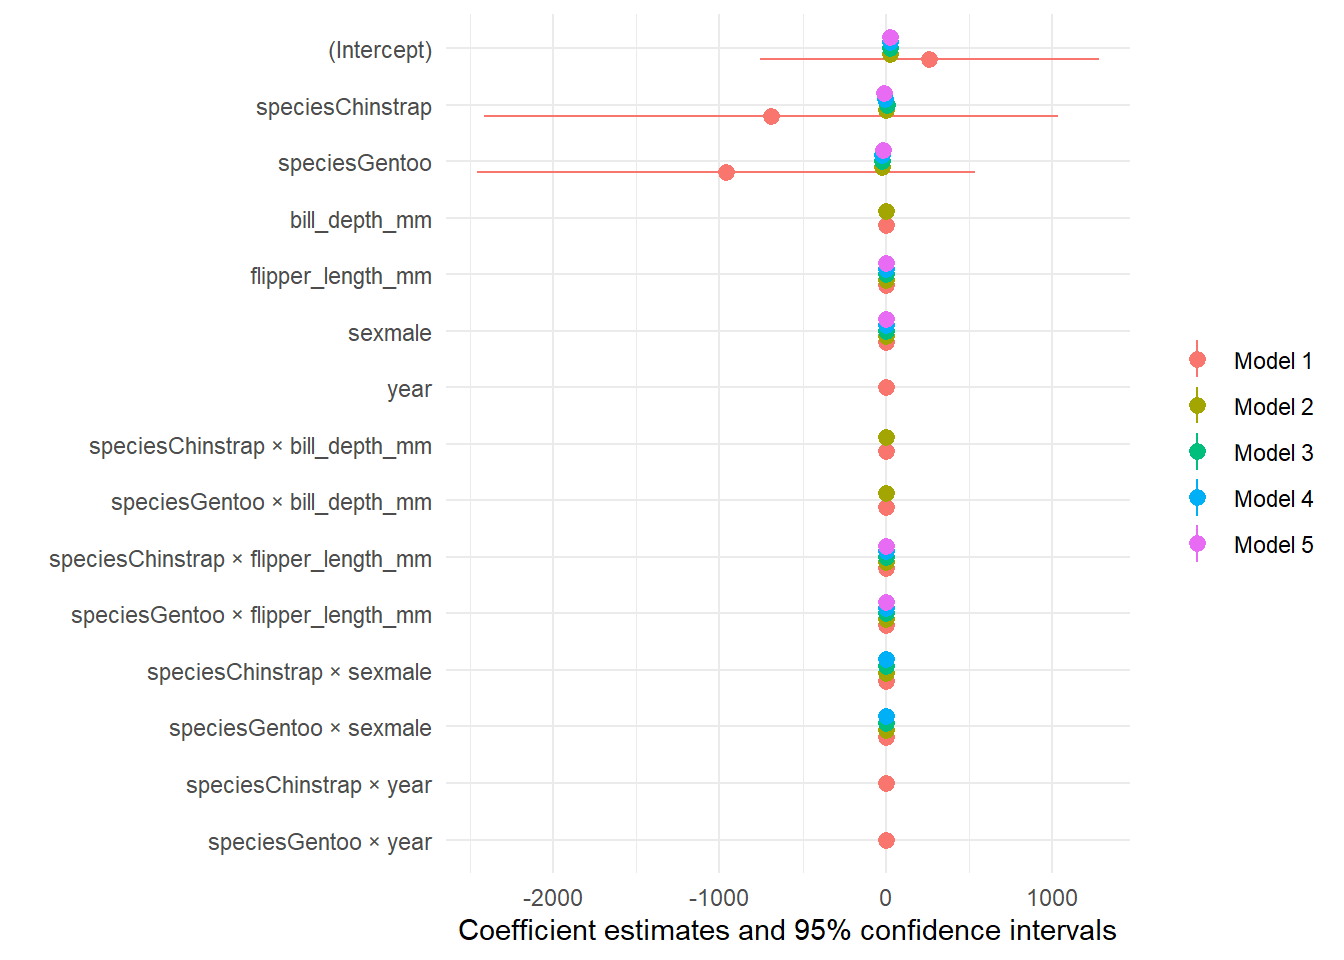 (Intercept)
speciesChinstrap
speciesGentoo
bill_depth_mm
flipper_length_mm
sexmale
year
speciesChinstrap × bill_depth_mm
speciesGentoo × bill_depth_mm
speciesChinstrap × flipper_length_mm
speciesGentoo × flipper_length_mm
speciesChinstrap × sexmale
speciesGentoo × sexmale
speciesChinstrap × year
speciesGentoo × year
-2000 -1000 0 1000
Coefficient estimates and 95% confidence intervals
Model 1
Model 2
Model 3
Model 4
Model 5